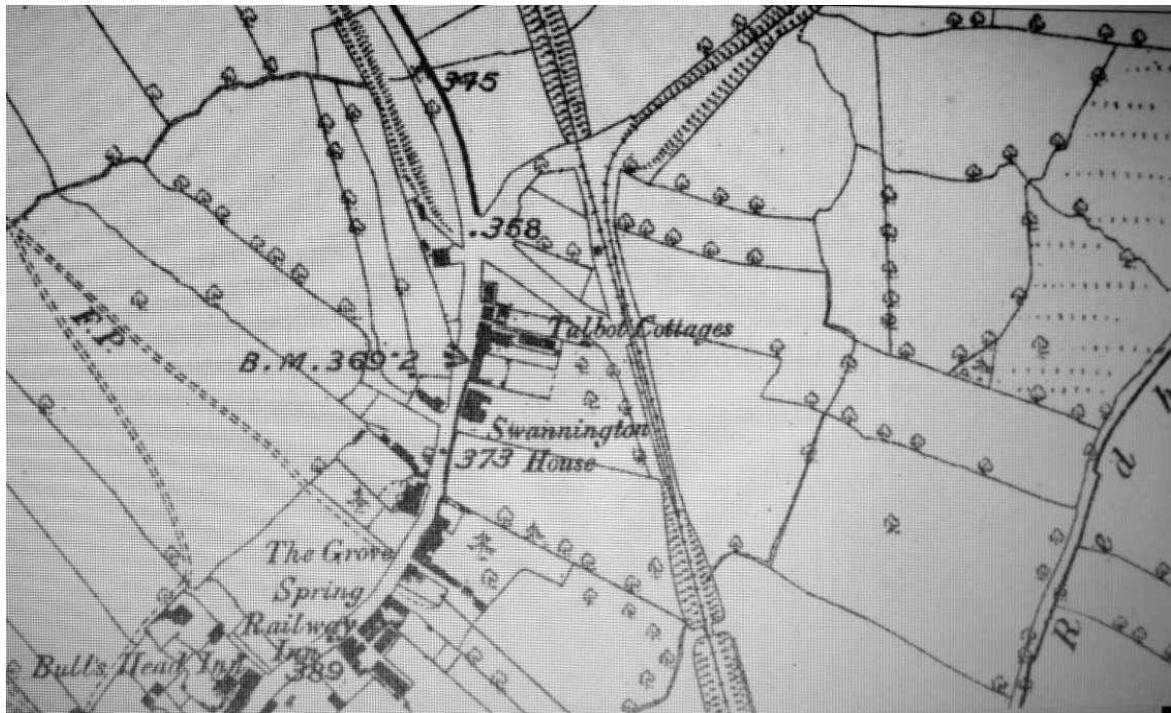 375
.368
Talbot Cottages
F.P.
B.M.369·2
Swannington
House
373
The Grove
Spring
Railway
Inn
Bull's Head Inn
389
R e d h